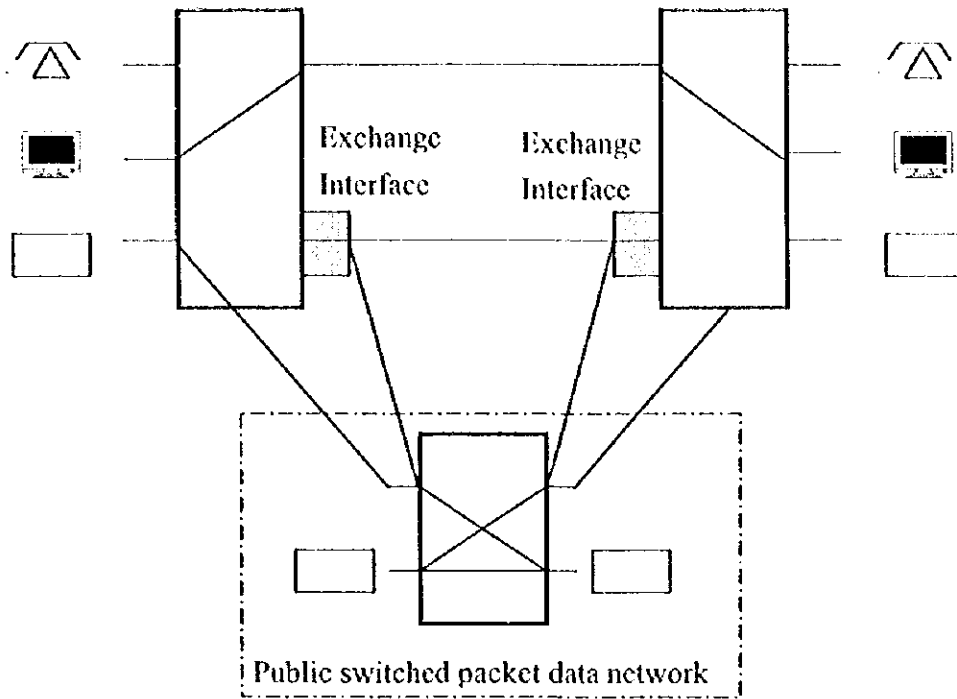 Exchange
Interface
Exchange
Interface
Public switched packet data network